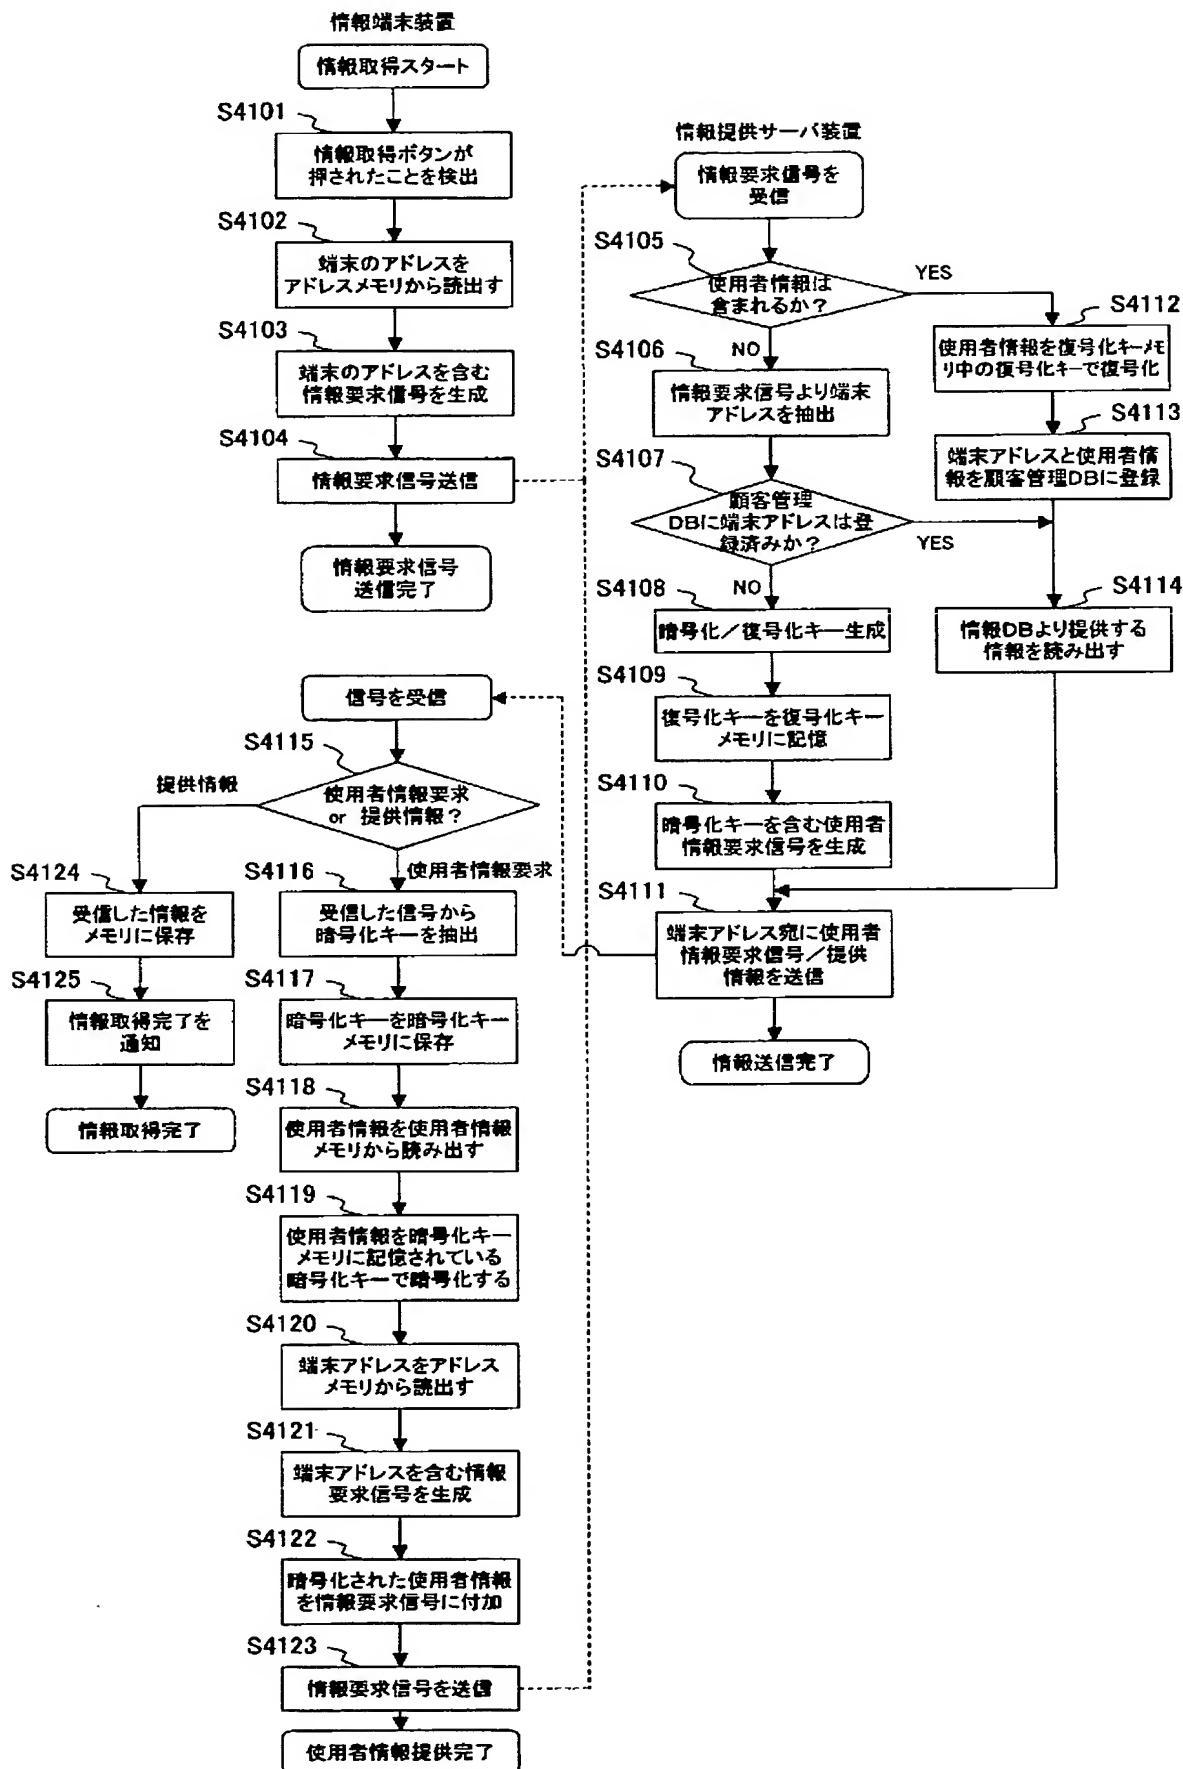 情報端末装置
情報取得スタート
S4101
情報取得ボタンが
押されたことを検出
S4102
端末のアドレスを
アドレスメモリから読出す
S4103
端末のアドレスを含む
情報要求信号を生成
S4104
情報要求信号送信
情報要求信号
送信完了
情報提供サーバ装置
情報要求信号を
受信
S4105
使用者情報は
含まれるか？
YES
NO
S4106
情報要求信号より端末
アドレスを抽出
S4107
顧客管理
DBに端末アドレスは登
録済みか？
YES
NO
S4108
暗号化／復号化キー生成
S4109
復号化キーを復号化キー
メモリに記憶
S4110
暗号化キーを含む使用者
情報要求信号を生成
S4111
端末アドレス宛に使用者
情報要求信号／提供
情報を送信
情報送信完了
S4112
使用者情報を復号化キーメモ
リ中の復号化キーで復号化
S4113
端末アドレスと使用者情
報を顧客管理DBに登録
S4114
情報DBより提供する
情報を読み出す
信号を受信
S4115
使用者情報要求
or 提供情報？
提供情報
使用者情報要求
S4124
受信した情報を
メモリに保存
S4125
情報取得完了を
通知
情報取得完了
S4116
受信した信号から
暗号化キーを抽出
S4117
暗号化キーを暗号化キー
メモリに保存
S4118
使用者情報を使用者情報
メモリから読み出す
S4119
使用者情報を暗号化キー
メモリに記憶されている
暗号化キーで暗号化する
S4120
端末アドレスをアドレス
メモリから読出す
S4121
端末アドレスを含む情報
要求信号を生成
S4122
暗号化された使用者情報
を情報要求信号に付加
S4123
情報要求信号を送信
使用者情報提供完了